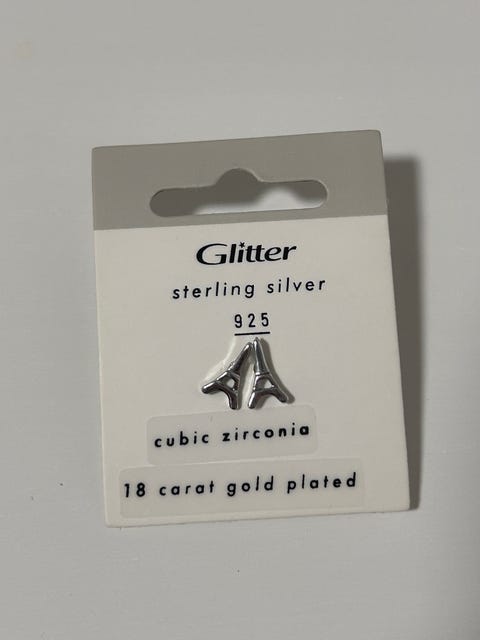 Glitter
sterling silver
925
cubic zirconia
18 carat gold plated